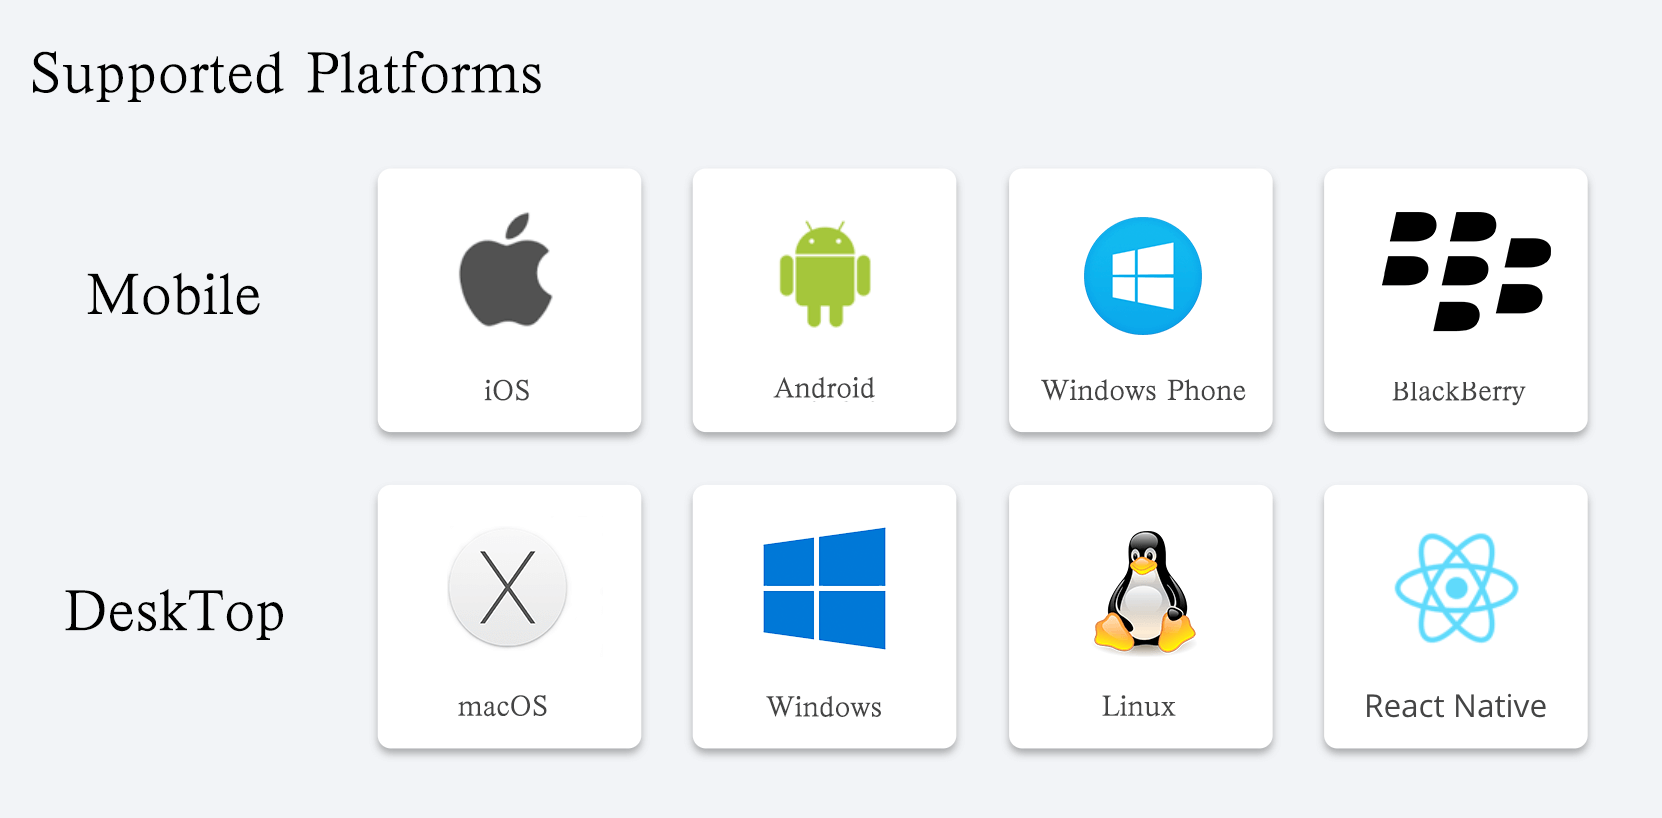 Supported Platforms
Mobile
iOS
Android
Windows Phone
BlackBerry
DeskTop
macOS
Windows
Linux
React Native